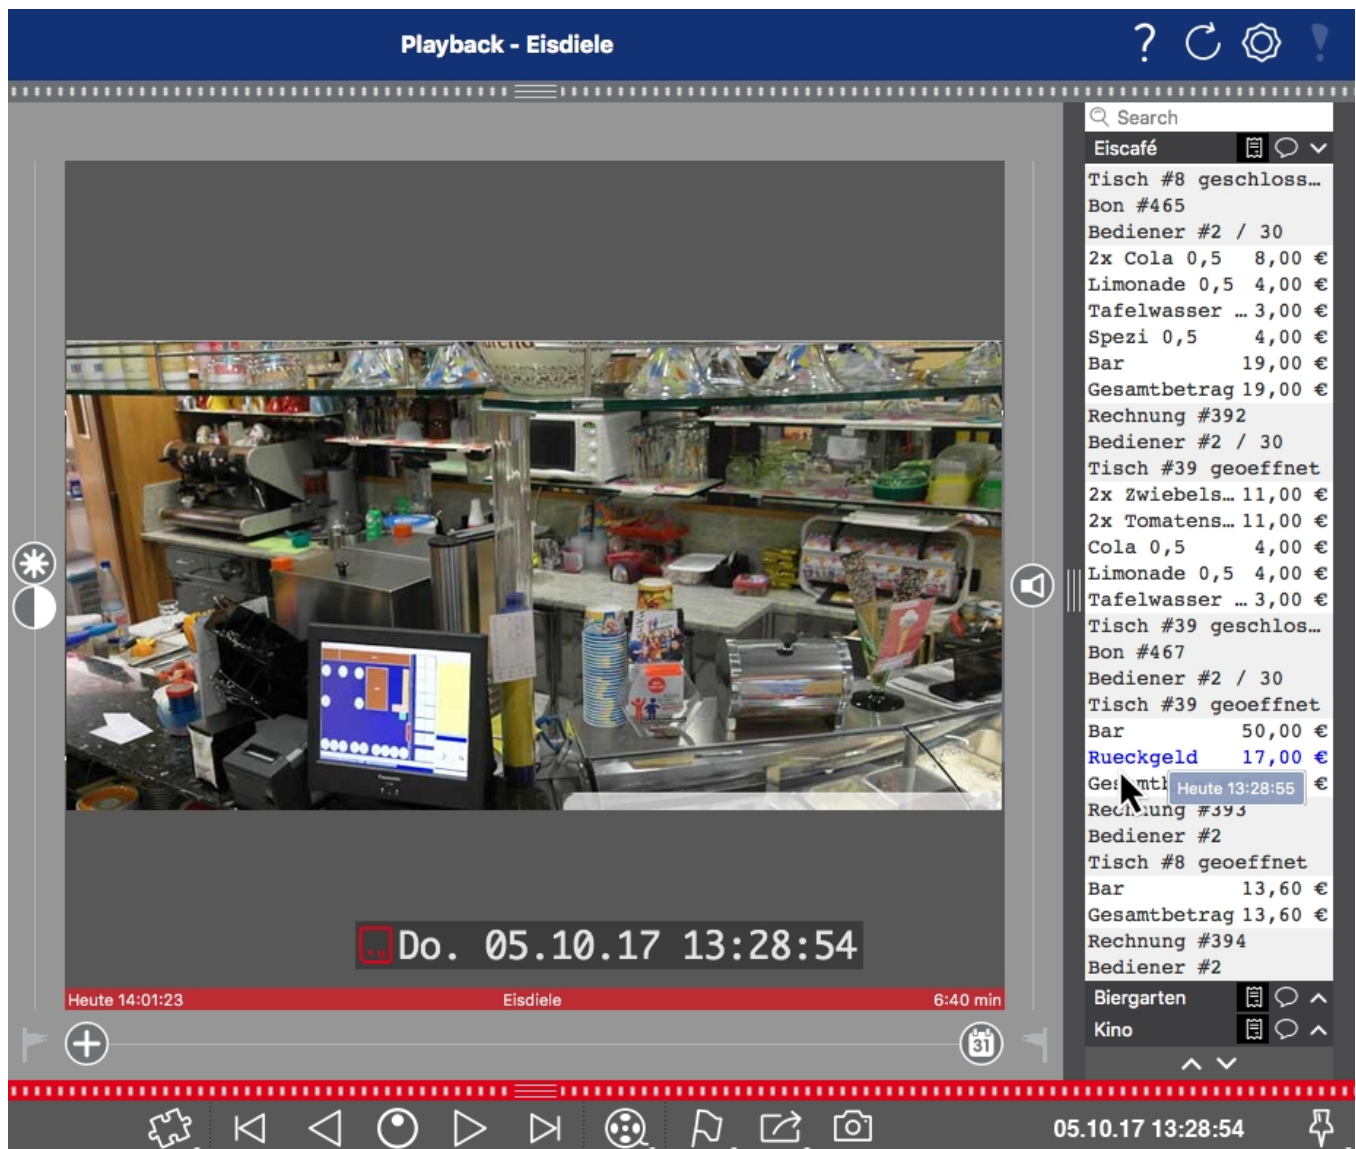 Playback - Eisdiele
Search
Eiscafé
Tisch #8 geschloss…
Bon #465
Bediener #2 / 30
2x Cola 0,5 8,00 €
Limonade 0,5 4,00 €
Tafelwasser … 3,00 €
Spezi 0,5 4,00 €
Bar 19,00 €
Gesamtbetrag 19,00 €
Rechnung #392
Bediener #2 / 30
Tisch #39 geoeffnet
2x Zwiebels… 11,00 €
2x Tomatens… 11,00 €
Cola 0,5 4,00 €
Limonade 0,5 4,00 €
Tafelwasser … 3,00 €
Tisch #39 geschlos…
Bon #467
Bediener #2 / 30
Tisch #39 geoeffnet
Bar 50,00 €
Rueckgeld 17,00 €
€
Heute 13:28:55
Rechnung #393
Bediener #2
Tisch #8 geoeffnet
Bar 13,60 €
Gesamtbetrag 13,60 €
Rechnung #394
Bediener #2
Biergarten
Kino
Do. 05.10.17 13:28:54
Heute 14:01:23 Eisdiele 6:40 min
31
05.10.17 13:28:54